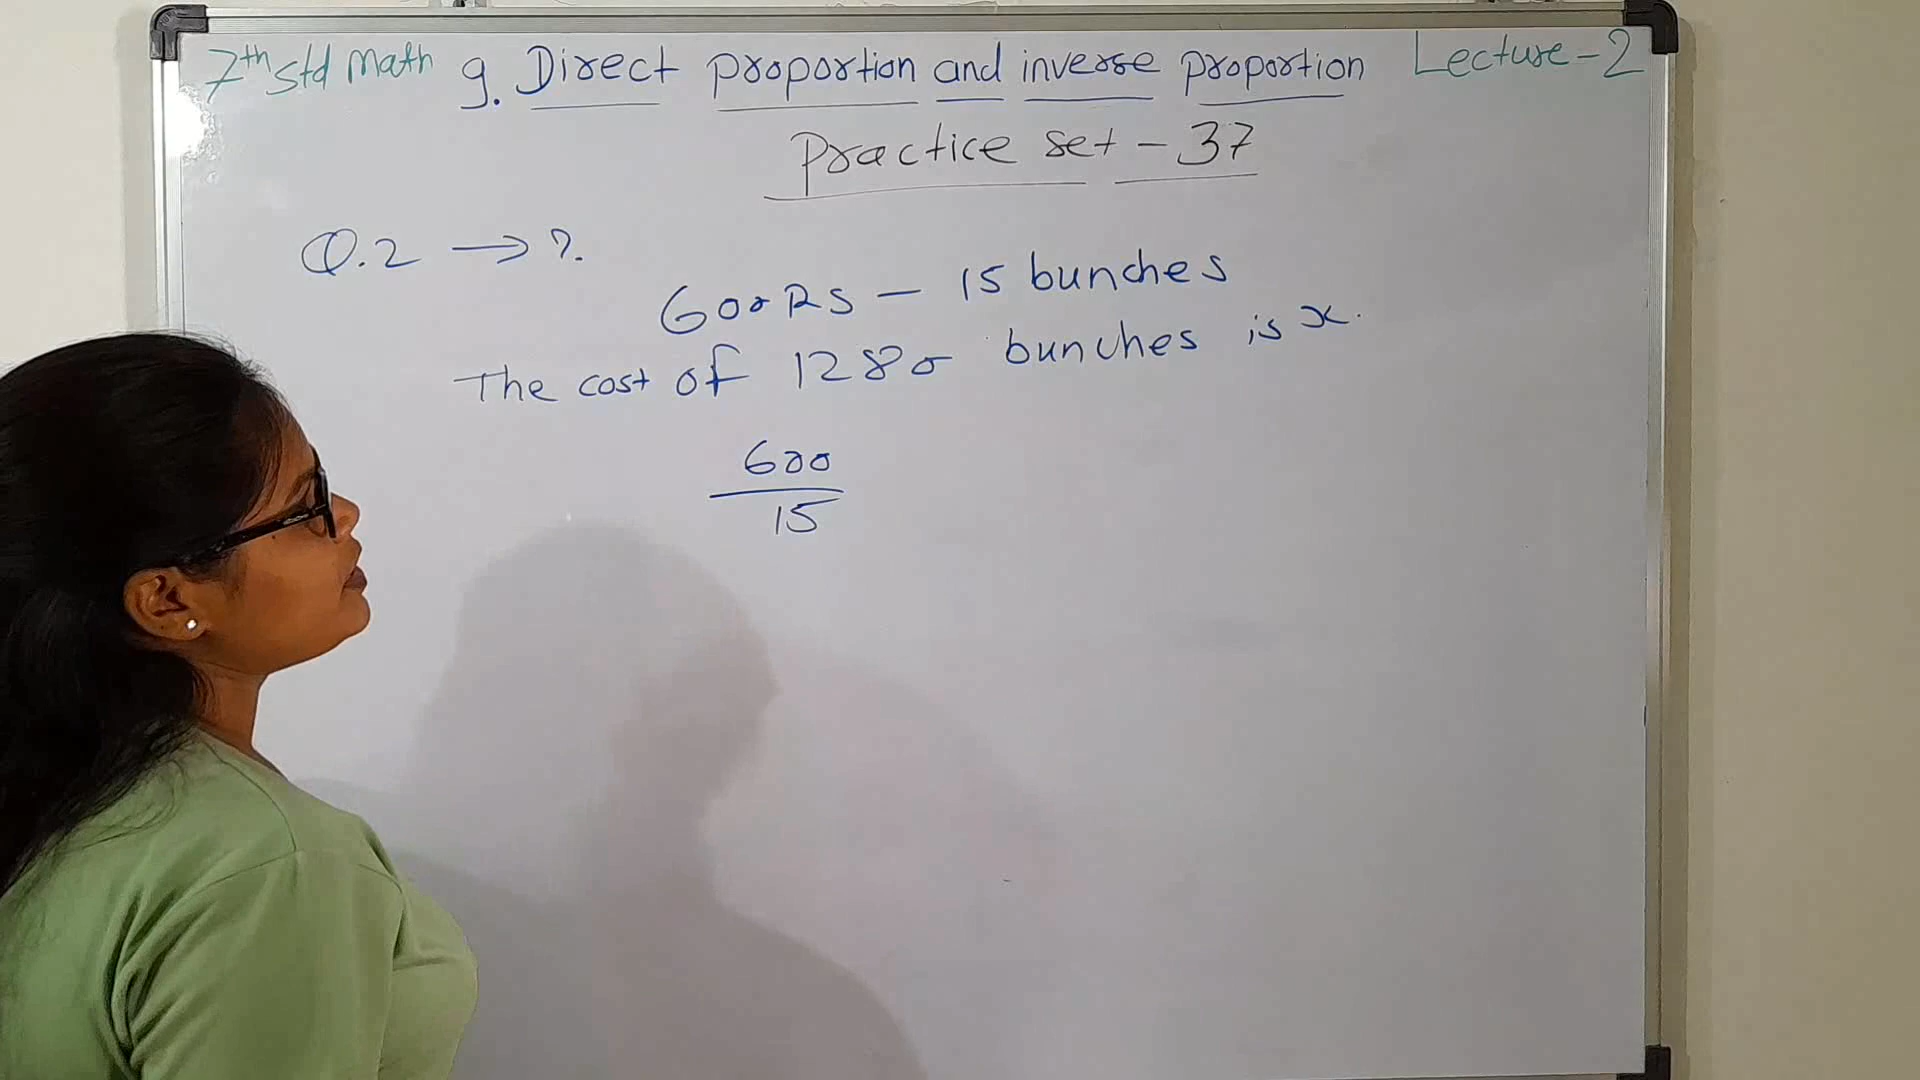 7th std Math 9. Direct proportion and inverse proportion Lecture-2
Practice set - 37
Q.2 → ?.
600RS - 15 bunches
The cost of 1280 bunches is x.
600
15